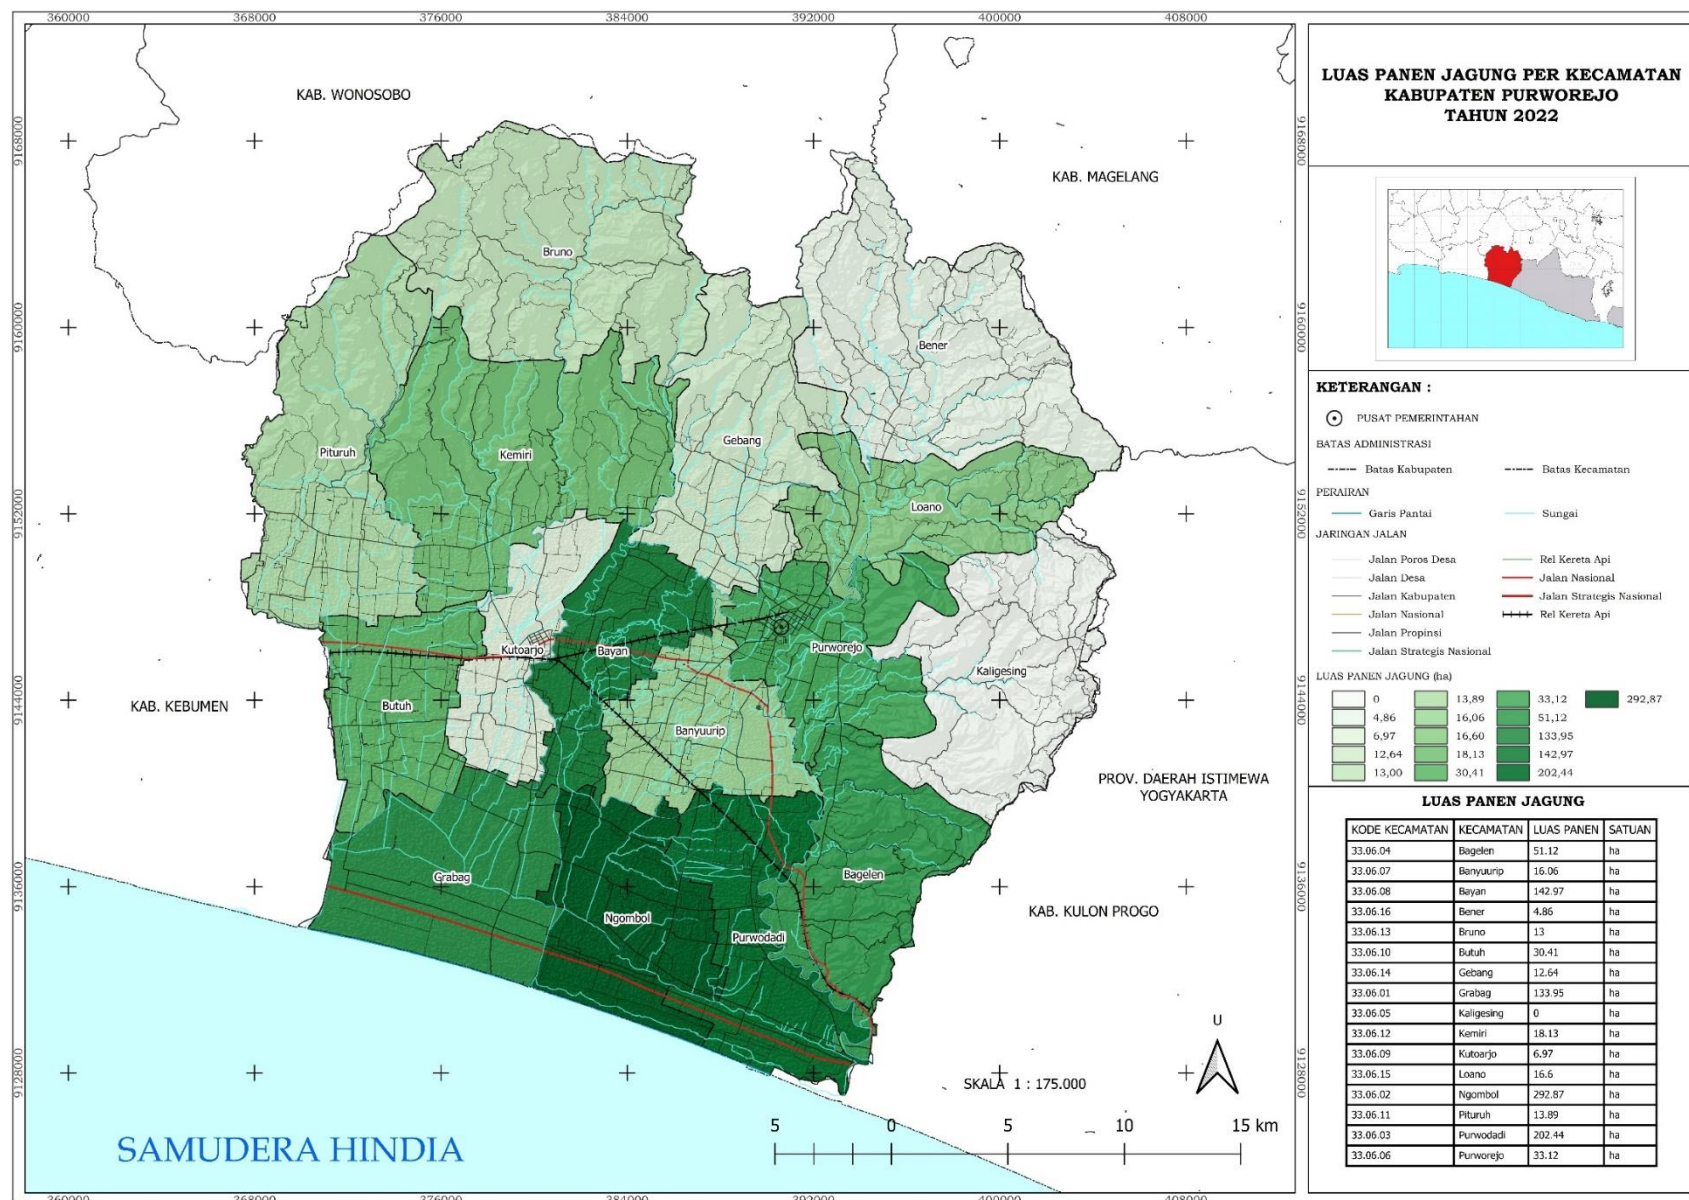 360000 368000 376000 384000 392000 400000 408000
9168000
9160000
9152000
9144000
9136000
9128000
KAB. WONOSOBO
KAB. MAGELANG
Bruno
Bener
Gebang
Pituruh
Kemiri
Loano
Kutoarjo
Bayan
Purworejo
Kaligesing
KAB. KEBUMEN
Butuh
Banyuurip
PROV. DAERAH ISTIMEWA
YOGYAKARTA
Grabag
Bagelen
Ngombol
Purwodadi
KAB. KULON PROGO
U
SKALA 1 : 175.000
5 0 5 10 15 km
SAMUDERA HINDIA
9168000
9160000
9152000
9144000
9136000
9128000
360000 368000 376000 384000 392000 400000 408000
LUAS PANEN JAGUNG PER KECAMATAN
KABUPATEN PURWOREJO
TAHUN 2022
KETERANGAN :
PUSAT PEMERINTAHAN
BATAS ADMINISTRASI
Batas Kabupaten Batas Kecamatan
PERAIRAN
Garis Pantai Sungai
JARINGAN JALAN
Jalan Poros Desa Rel Kereta Api
Jalan Desa Jalan Nasional
Jalan Kabupaten Jalan Strategis Nasional
Jalan Nasional Rel Kereta Api
Jalan Propinsi
Jalan Strategis Nasional
LUAS PANEN JAGUNG (ha)
0 13,89 33,12 292,87
4,86 16,06 51,12
6,97 16,60 133,95
12,64 18,13 142,97
13,00 30,41 202,44
LUAS PANEN JAGUNG
KODE KECAMATAN KECAMATAN LUAS PANEN SATUAN
33.06.04 Bagelen 51.12 ha
33.06.07 Banyuurip 16.06 ha
33.06.08 Bayan 142.97 ha
33.06.16 Bener 4.86 ha
33.06.13 Bruno 13 ha
33.06.10 Butuh 30.41 ha
33.06.14 Gebang 12.64 ha
33.06.01 Grabag 133.95 ha
33.06.05 Kaligesing 0 ha
33.06.12 Kemiri 18.13 ha
33.06.09 Kutoarjo 6.97 ha
33.06.15 Loano 16.6 ha
33.06.02 Ngombol 292.87 ha
33.06.11 Pituruh 13.89 ha
33.06.03 Purwodadi 202.44 ha
33.06.06 Purworejo 33.12 ha